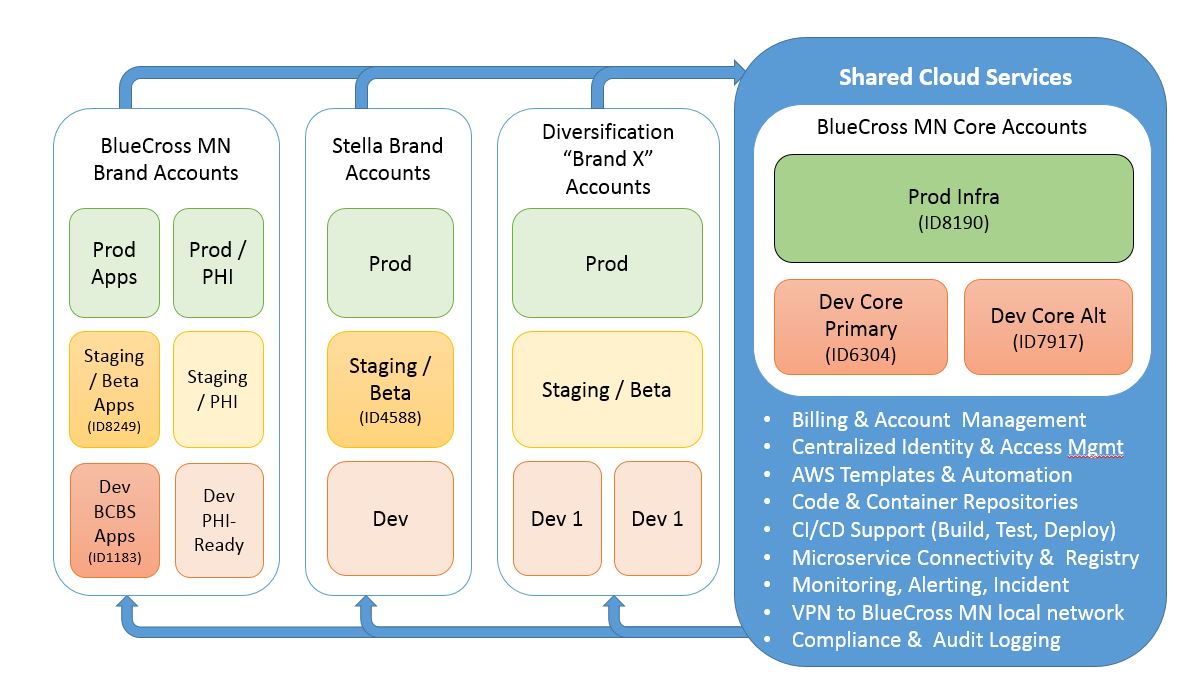 Shared Cloud Services
BlueCross MN Core Accounts
Prod Infra
(ID8190)
Dev Core
Primary
(ID6304)
Dev Core Alt
(ID7917)
• Billing & Account Management
• Centralized Identity & Access Mgmt
• AWS Templates & Automation
• Code & Container Repositories
• CI/CD Support (Build, Test, Deploy)
• Microservice Connectivity & Registry
• Monitoring, Alerting, Incident
• VPN to BlueCross MN local network
• Compliance & Audit Logging
BlueCross MN
Brand Accounts
Prod
Apps
Prod /
PHI
Staging
/ Beta
Apps
(ID8249)
Staging
/ PHI
Dev
BCBS
Apps
(ID1183)
Dev
PHI-
Ready
Stella Brand
Accounts
Prod
Staging /
Beta
(ID4588)
Dev
Diversification
“Brand X”
Accounts
Prod
Staging / Beta
Dev 1
Dev 1